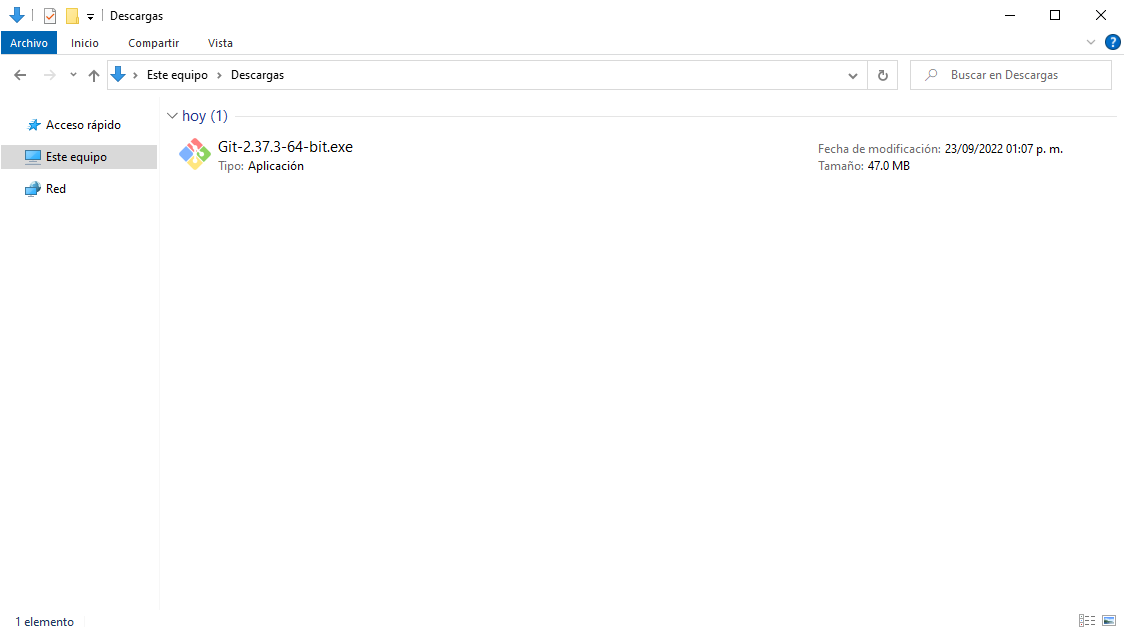 Descargas
Archivo Inicio Compartir Vista
?
Este equipo > Descargas
Buscar en Descargas
Acceso rápido
Este equipo
Red
hoy (1)
Git-2.37.3-64-bit.exe
Tipo: Aplicación
Fecha de modificación: 23/09/2022 01:07 p. m.
Tamaño: 47.0 MB
1 elemento